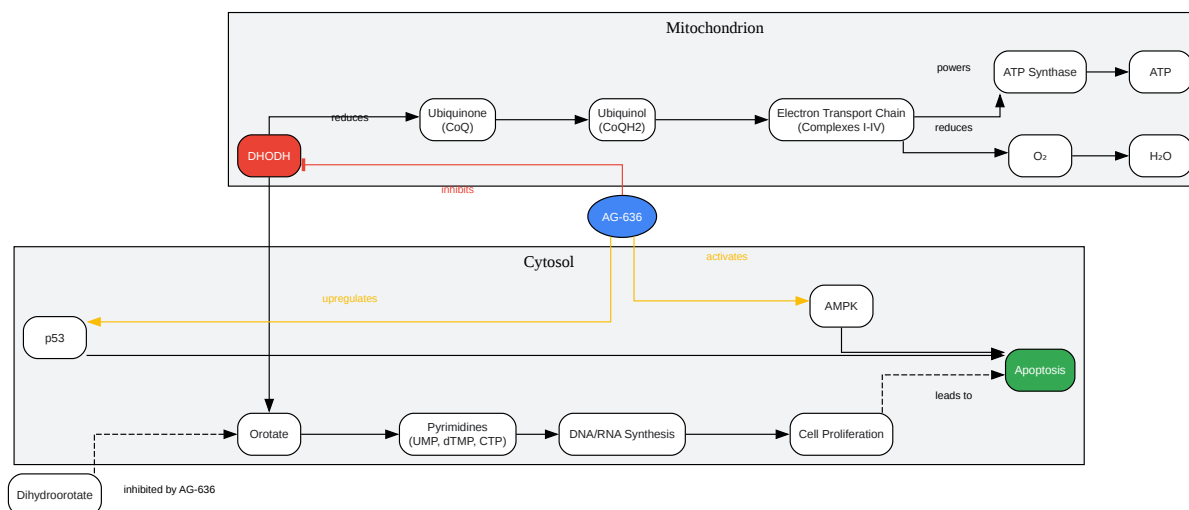 Mitochondrion
powers
ATP Synthase
ATP
Ubiquinone
(CoQ)
Ubiquinol
(CoQH2)
Electron Transport Chain
(Complexes I-IV)
reduces
reduces
DHODH
O₂
H₂O
inhibits
AG-636
Cytosol
activates
upregulates
AMPK
p53
Apoptosis
leads to
Orotate
Pyrimidines
(UMP, dTMP, CTP)
DNA/RNA Synthesis
Cell Proliferation
Dihydroorotate
inhibited by AG-636